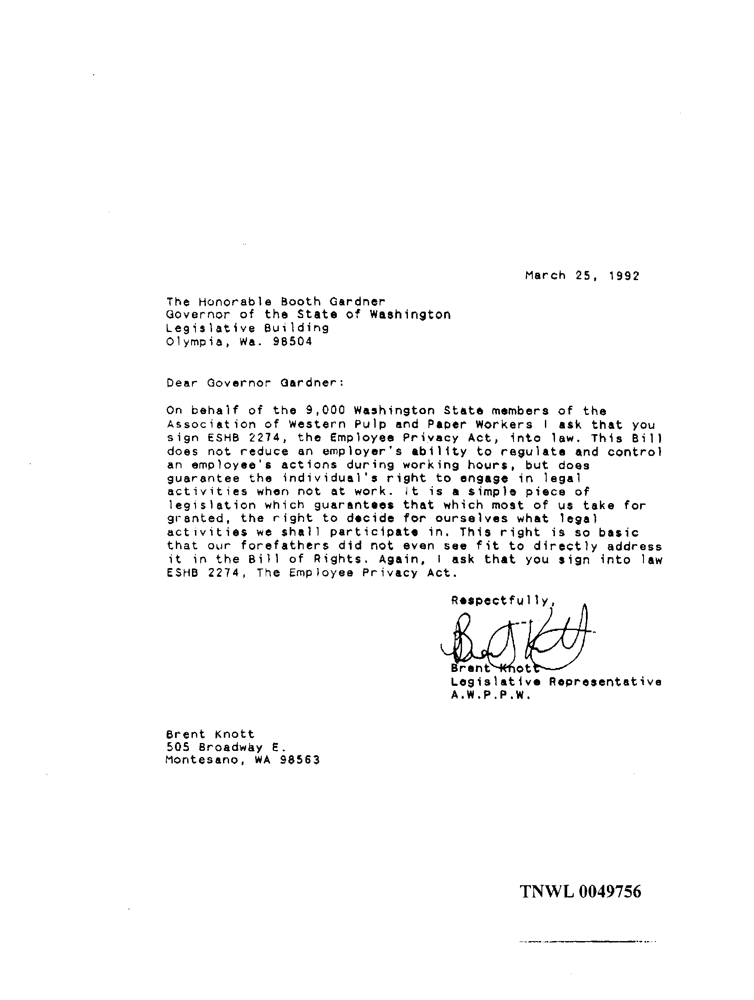 March 25, 1992
The Honorable Booth Gardner
Governor of the State of Washington
Legislative Building
Olympia, Wa. 98504
Dear Governor Gardner:
On behalf of the 9,000 Washington State members of the
Association of Western Pulp and Paper Workers I ask that you
sign ESHB 2274, the Employee Privacy Act, into law. This Bill
does not reduce an employer's ability to regulate and control
an employee's actions during working hours, but does
guarantee the individual's right to engage in legal
activities when not at work. It is a simple piece of
legislation which guarantees that which most of us take for
granted, the right to decide for ourselves what legal
activities we shall participate in. This right is so basic
that our forefathers did not even see fit to directly address
it in the Bill of Rights. Again, I ask that you sign into law
ESHB 2274, The Employee Privacy Act.
Respectfully,
Brent Knott
Brent Knott
Legislative Representative
A.W.P.P.W.
Brent Knott
505 Broadway E.
Montesano, WA 98563
TNWL 0049756